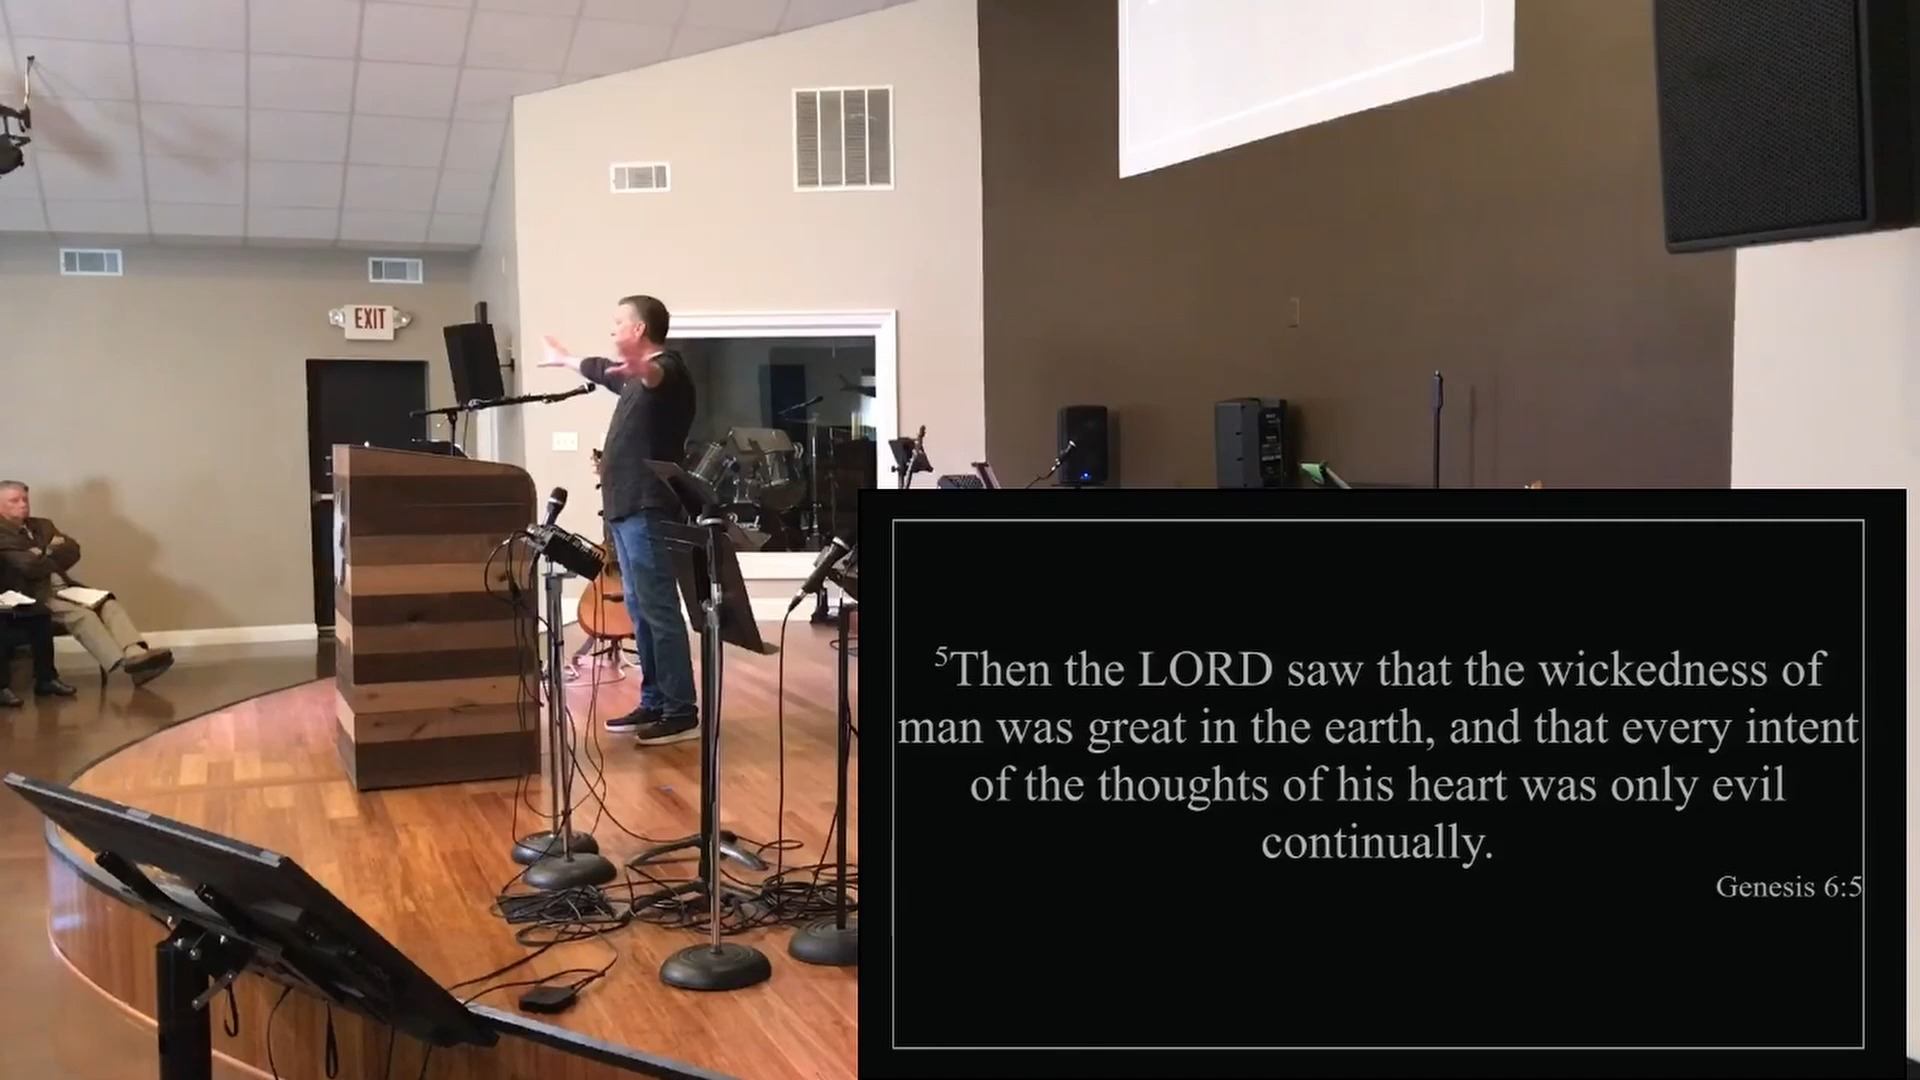 EXIT
⁵Then the LORD saw that the wickedness of
man was great in the earth, and that every intent
of the thoughts of his heart was only evil
continually.
Genesis 6:5